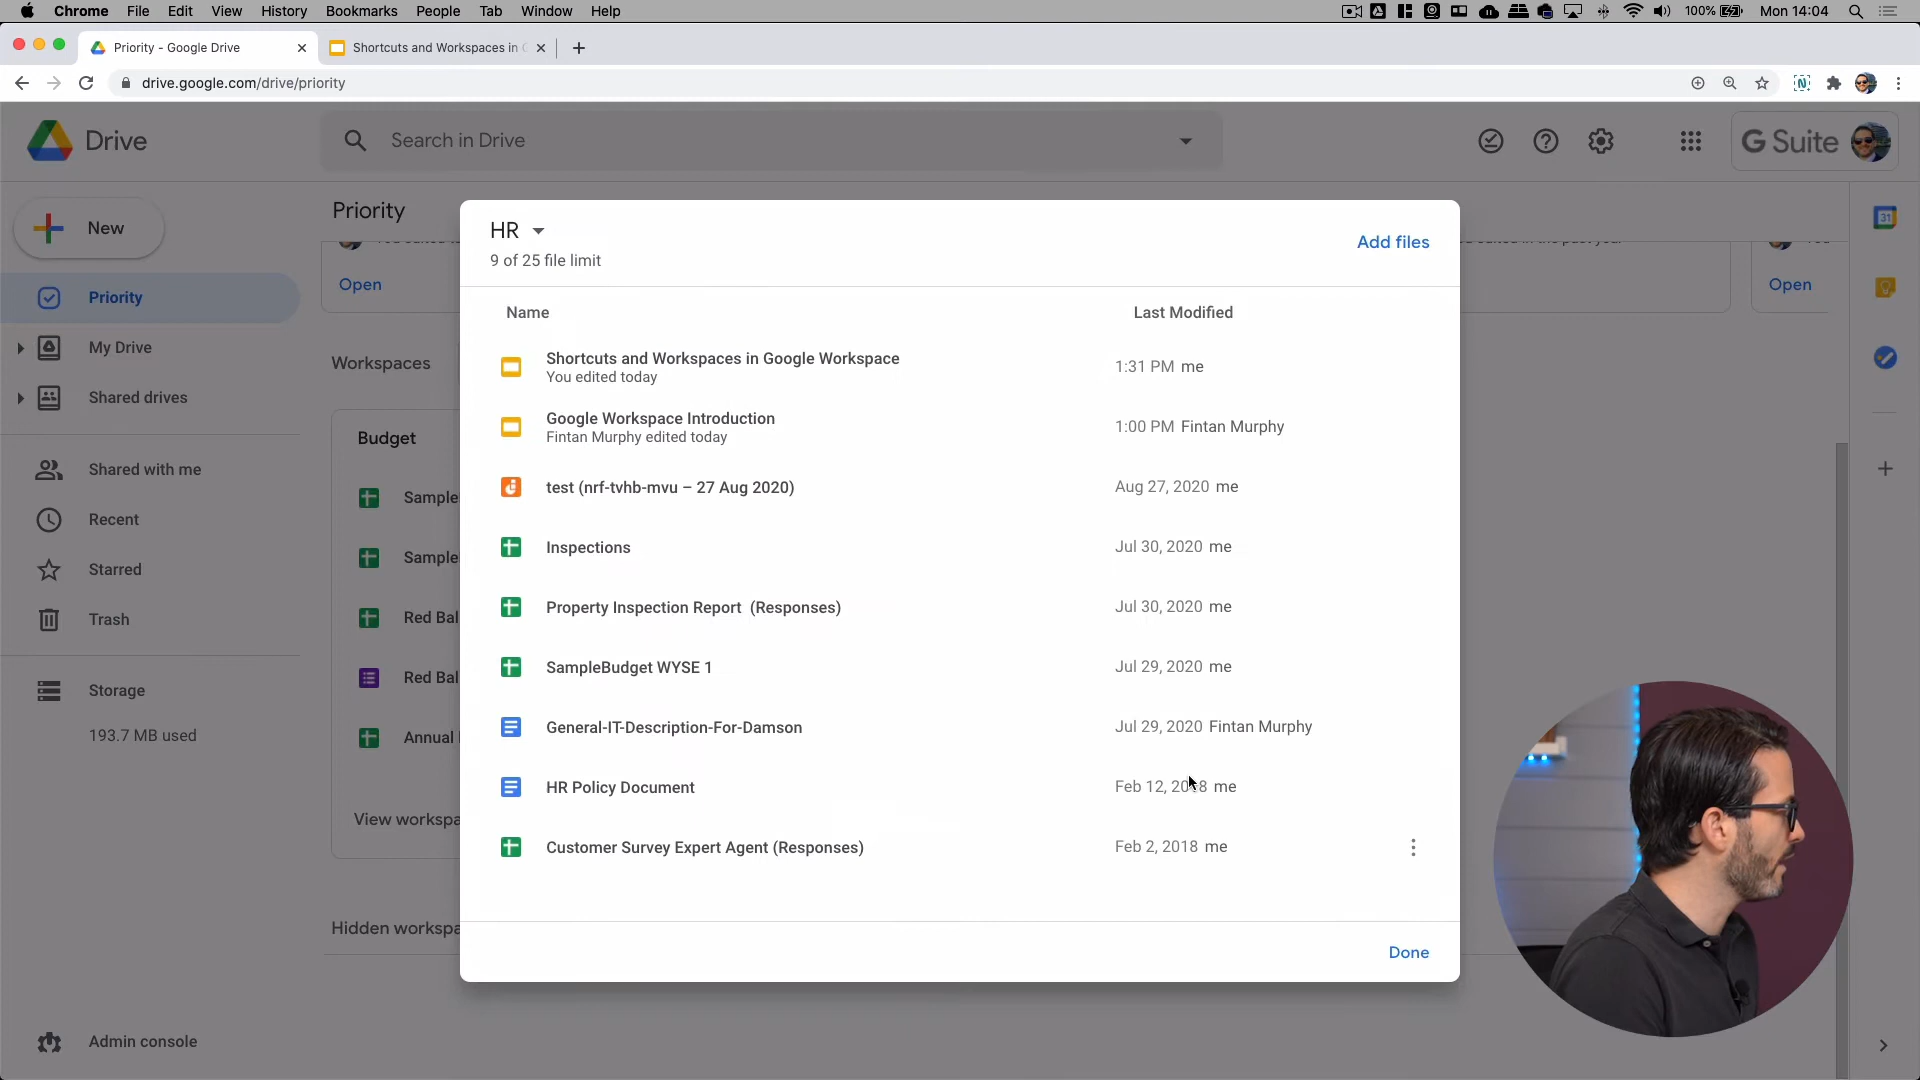 Chrome File Edit View History Bookmarks People Tab Window Help 100% Mon 14:04
Priority - Google Drive Shortcuts and Workspaces in G
drive.google.com/drive/priority
Drive Search in Drive G Suite
New
Priority
My Drive
Shared drives
Shared with me
Recent
Starred
Trash
Storage
193.7 MB used
Admin console
Priority
Open
Open
Workspaces
Budget
Sample
Sample
Red Bal
Red Bal
Annual
View workspa
Hidden workspa
HR
9 of 25 file limit
Add files
Name Last Modified
Shortcuts and Workspaces in Google Workspace 1:31 PM me
You edited today
Google Workspace Introduction 1:00 PM Fintan Murphy
Fintan Murphy edited today
test (nrf-tvhb-mvu – 27 Aug 2020) Aug 27, 2020 me
Inspections Jul 30, 2020 me
Property Inspection Report (Responses) Jul 30, 2020 me
SampleBudget WYSE 1 Jul 29, 2020 me
General-IT-Description-For-Damson Jul 29, 2020 Fintan Murphy
HR Policy Document Feb 12, 2018 me
Customer Survey Expert Agent (Responses) Feb 2, 2018 me
Done
31